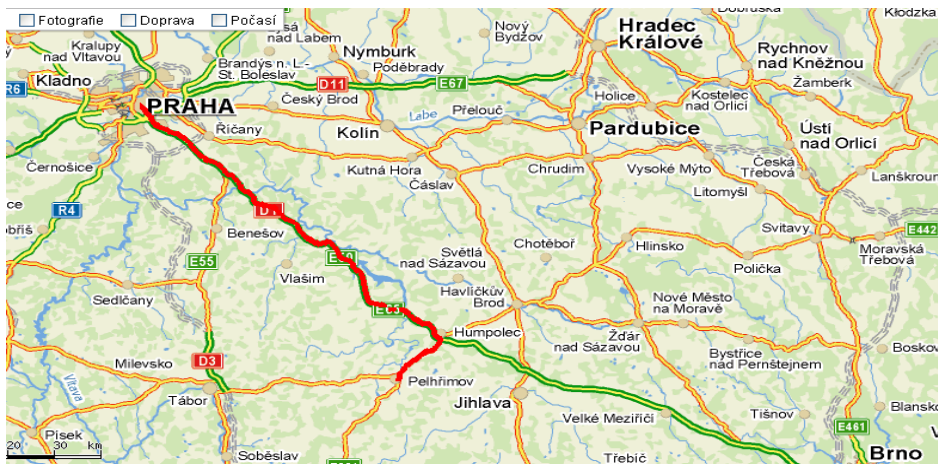 Fotografie Doprava Počasí
Hradec
Králové
Nový
Bydžov
Kralupy
nad Vltavou
nad Labem
Nymburk
Poděbrady
Brandýs n. L.-
St. Boleslav
Kladno
R6
D11
E67
Rychnov
nad Kněžnou
Kłodzka
Žamberk
PRAHA
Český Brod
Labe
Přelouč
Holice
Kostelec
nad Orlicí
Říčany
Kolín
Pardubice
Ústí
nad Orlicí
Černošice
Kutná Hora
Čáslav
Chrudim
Vysoké Mýto
Česká
Třebová
Litomyšl
Lanškroun
R4
D1
Benešov
E55
E50
Vlašim
Světlá
nad Sázavou
Chotěboř
Hlinsko
Svitavy
E442
Moravská
Třebová
Polička
Sedlčany
Havlíčkův
Brod
Nové Město
na Moravě
Humpolec
Žďár
nad Sázavou
Bystřice
nad Pernštejnem
Boskov
Milevsko
D3
Vltava
Tábor
Pelhřimov
Jihlava
Velké Meziříčí
Tišnov
Blansko
Písek
E461
Soběslav
Třebíč
Brno
20 30 km